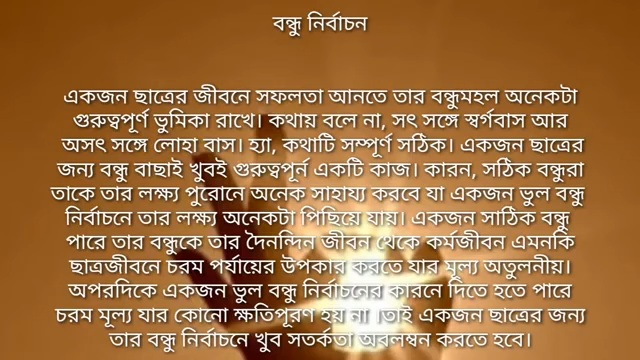 বন্ধু নির্বাচন
একজন ছাত্রের জীবনে সফলতা আনতে তার বন্ধুমহল অনেকটা
গুরুত্বপূর্ণ ভুমিকা রাখে। কথায় বলে না, সৎ সঙ্গে স্বর্গবাস আর
অসৎ সঙ্গে লোহা বাস। হ্যা, কথাটি সম্পূর্ণ সঠিক। একজন ছাত্রের
জন্য বন্ধু বাছাই খুবই গুরুত্বপূর্ন একটি কাজ। কারন, সঠিক বন্ধুরা
তাকে তার লক্ষ্য পুরোনে অনেক সাহায্য করবে যা একজন ভুল বন্ধু
নির্বাচনে তার লক্ষ্য অনেকটা পিছিয়ে যায়। একজন সাঠিক বন্ধু
পারে তার বন্ধুকে তার দৈনন্দিন জীবন থেকে কর্মজীবন এমনকি
ছাত্রজীবনে চরম পর্যায়ের উপকার করতে যার মূল্য অতুলনীয়।
অপরদিকে একজন ভুল বন্ধু নির্বাচনের কারনে দিতে হতে পারে
চরম মূল্য যার কোনো ক্ষতিপূরণ হয় না ।তাই একজন ছাত্রের জন্য
তার বন্ধু নির্বাচনে খুব সতর্কতা অবলম্বন করতে হবে।